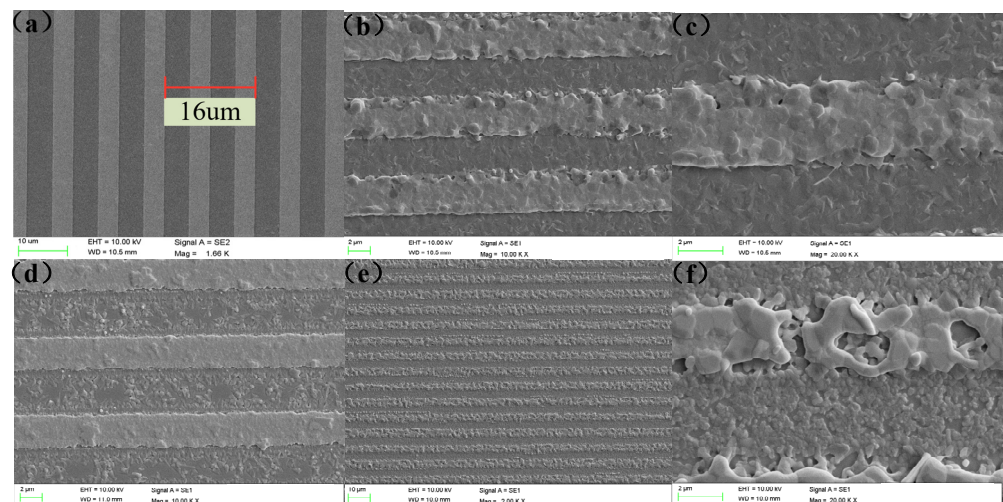 (a)
16um
10 um
EHT = 10.00 kV
WD = 10.5 mm
Signal A = SE2
Mag = 1.66 K
(b)
2 µm
EHT = 10.00 kV
WD = 10.5 mm
Signal A = SE1
Mag = 10.00 K X
(c)
2 µm
EHT = 10.00 kV
WD = 10.5 mm
Signal A = SE1
Mag = 20.00 K X
(d)
2 µm
EHT = 10.00 kV
WD = 11.0 mm
Signal A = SE1
Mag = 10.00 K X
(e)
10 µm
EHT = 10.00 kV
WD = 10.0 mm
Signal A = SE1
Mag = 2.00 K X
(f)
2 µm
EHT = 10.00 kV
WD = 10.0 mm
Signal A = SE1
Mag = 20.00 K X